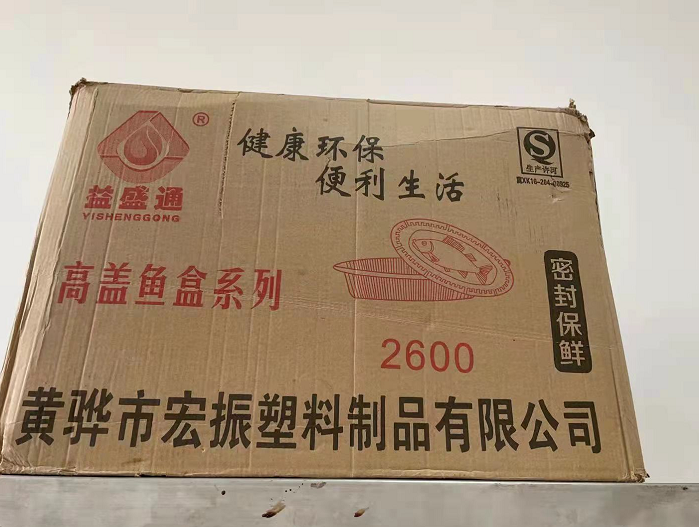 ®
健康环保
便利生活
生产许可
益盛通
YISHENGGONG
高盖鱼盒系列
密封保鲜
2600
黄骅市宏振塑料制品有限公司